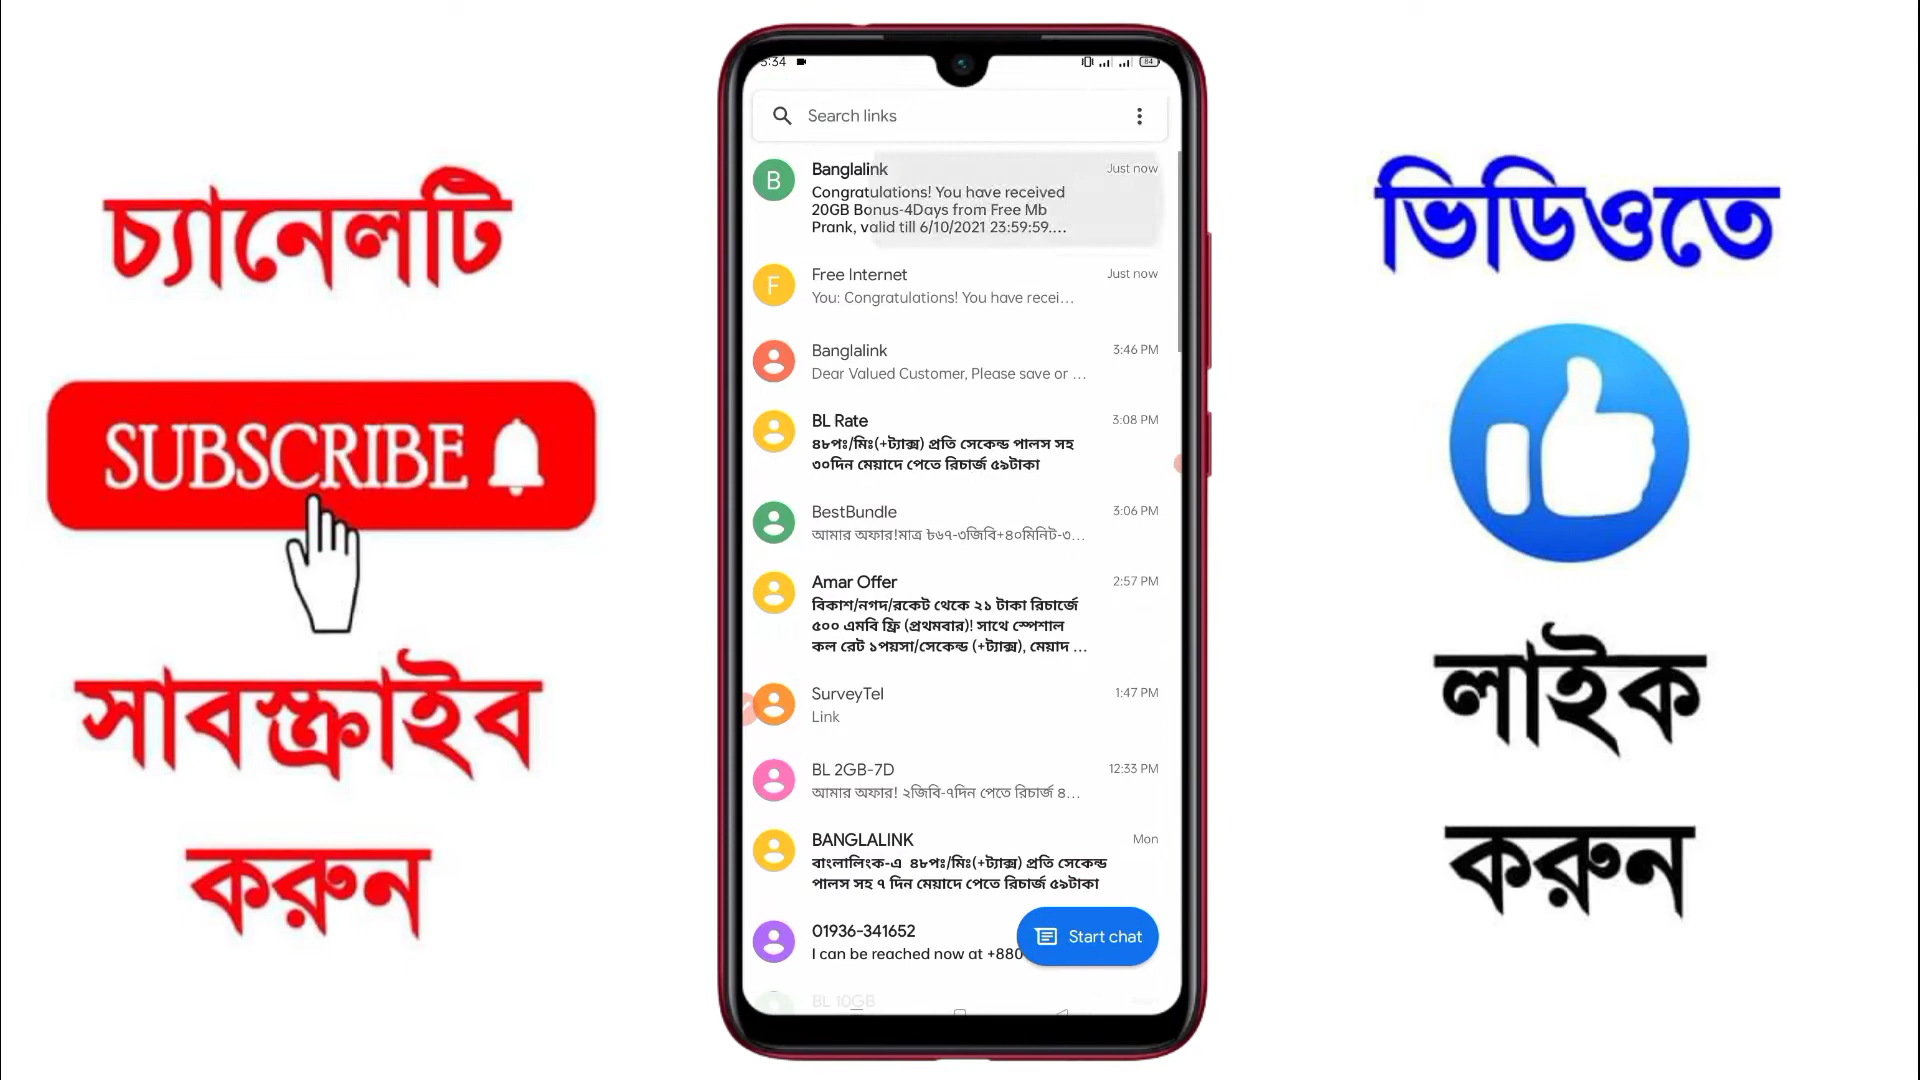 চ্যানেলটি
SUBSCRIBE
সাবস্ক্রাইব
করুন
5:34
84
Search links
B
Banglalink
Just now
Congratulations! You have received
20GB Bonus-4Days from Free Mb
Prank, valid till 6/10/2021 23:59:59....
F
Free Internet
Just now
You: Congratulations! You have recei...
Banglalink
3:46 PM
Dear Valued Customer, Please save or ...
BL Rate
3:08 PM
৪৮পঃ/মিঃ(+ট্যাক্স) প্রতি সেকেন্ড পালস সহ
৩০দিন মেয়াদে পেতে রিচার্জ ৫৯টাকা
BestBundle
3:06 PM
আমার অফার!মাত্র ৳৬৭-৩জিবি+৪০মিনিট-৩...
Amar Offer
2:57 PM
বিকাশ/নগদ/রকেট থেকে ২১ টাকা রিচার্জে
৫০০ এমবি ফ্রি (প্রথমবার)! সাথে স্পেশাল
কল রেট ১পয়সা/সেকেন্ড (+ট্যাক্স), মেয়াদ ...
SurveyTel
1:47 PM
Link
BL 2GB-7D
12:33 PM
আমার অফার! ২জিবি-৭দিন পেতে রিচার্জ ৪...
BANGLALINK
Mon
বাংলালিংক-এ ৪৮পঃ/মিঃ(+ট্যাক্স) প্রতি সেকেন্ড
পালস সহ ৭ দিন মেয়াদে পেতে রিচার্জ ৫৯টাকা
01936-341652
I can be reached now at +880
Start chat
BL 10GB
ভিডিওতে
লাইক
করুন